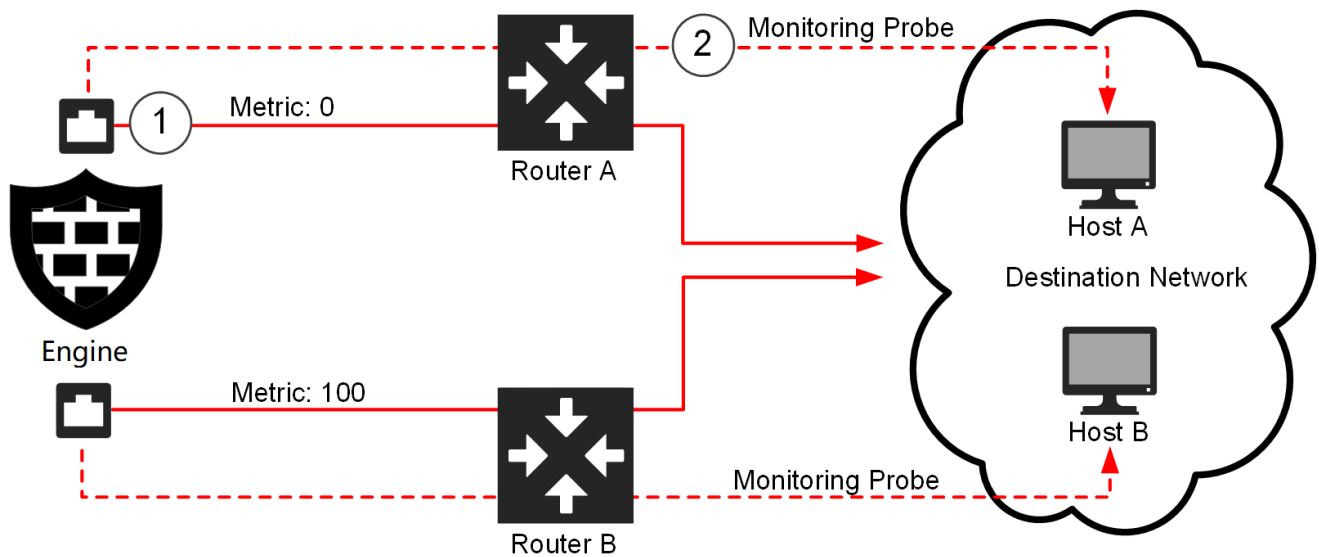 2
Monitoring Probe
1
Metric: 0
Router A
Host A
Destination Network
Engine
Metric: 100
Host B
Monitoring Probe
Router B